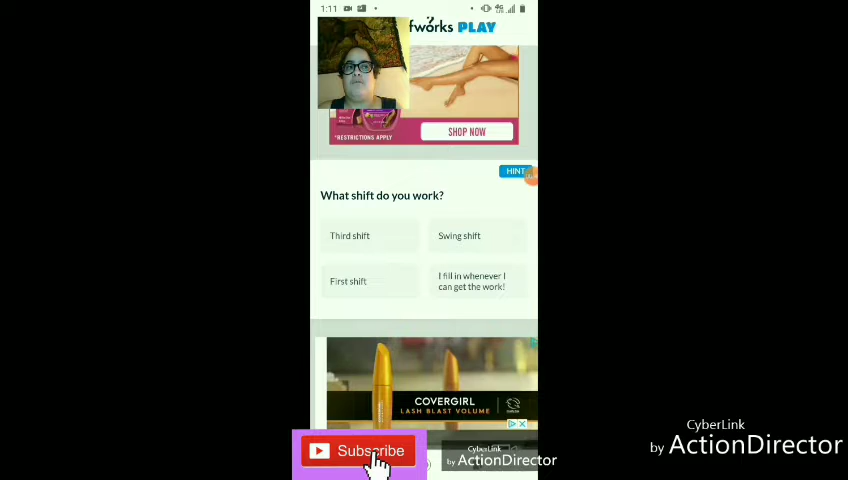 1:11
fwörks PLAY
*RESTRICTIONS APPLY
SHOP NOW
HINT
What shift do you work?
Third shift
Swing shift
First shift
I fill in whenever I
can get the work!
COVERGIRL
LASH BLAST VOLUME
Subscribe
CyberLink
by ActionDirector
CyberLink
by ActionDirector